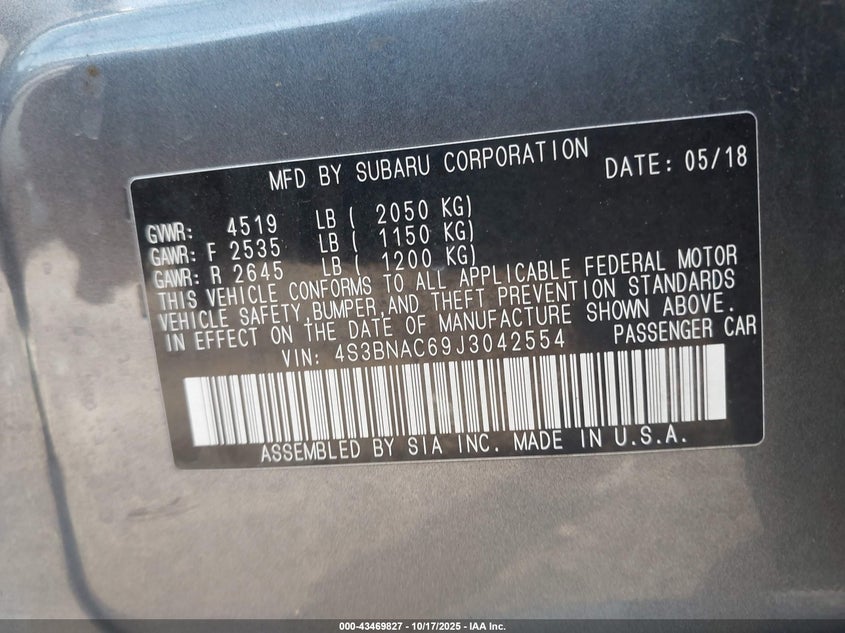 MFD BY SUBARU CORPORATION DATE: 05/18
GVWR: 4519 LB ( 2050 KG)
GAWR: F 2535 LB ( 1150 KG)
GAWR: R 2645 LB ( 1200 KG)
THIS VEHICLE CONFORMS TO ALL APPLICABLE FEDERAL MOTOR
VEHICLE SAFETY,BUMPER,AND THEFT PREVENTION STANDARDS
IN EFFECT ON THE DATE OF MANUFACTURE SHOWN ABOVE.
VIN: 4S3BNAC69J3042554 PASSENGER CAR
ASSEMBLED BY SIA INC. MADE IN U.S.A.
000-43469827 - 10/17/2025 - IAA Inc.